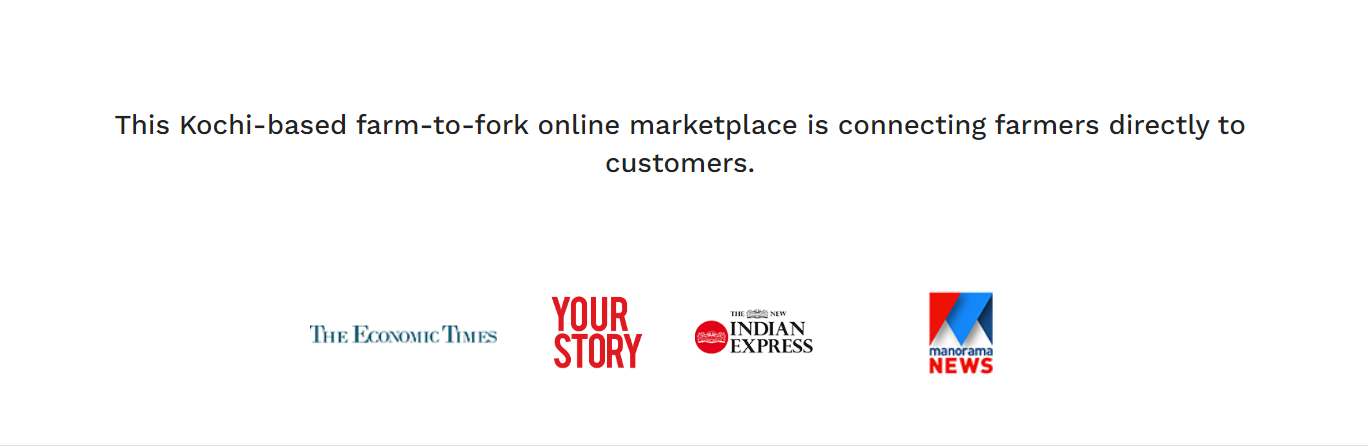 This Kochi-based farm-to-fork online marketplace is connecting farmers directly to
customers.
THE ECONOMIC TIMES
YOUR
STORY
THE NEW
INDIAN
EXPRESS
manorama
NEWS